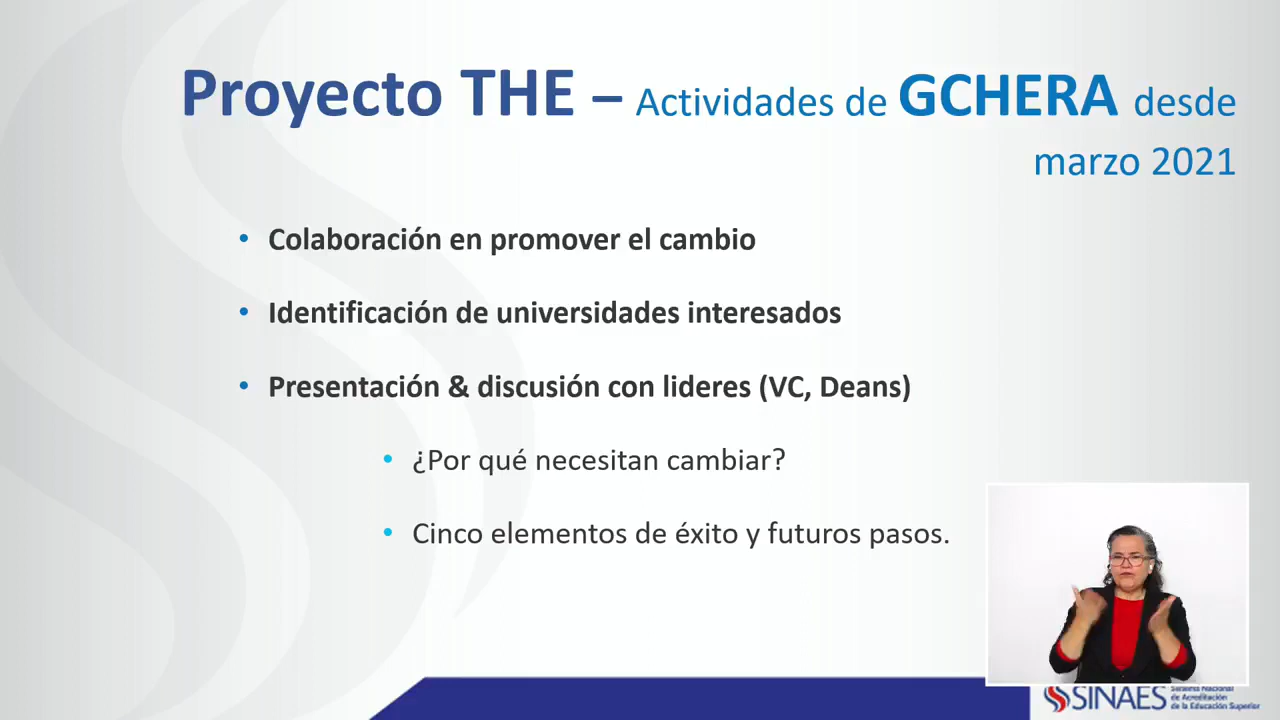 Proyecto THE – Actividades de GCHERA desde
marzo 2021
• Colaboración en promover el cambio
• Identificación de universidades interesados
• Presentación & discusión con lideres (VC, Deans)
• ¿Por qué necesitan cambiar?
• Cinco elementos de éxito y futuros pasos.
SINAES
Sistema Nacional
de Acreditación
de la Educación Superior